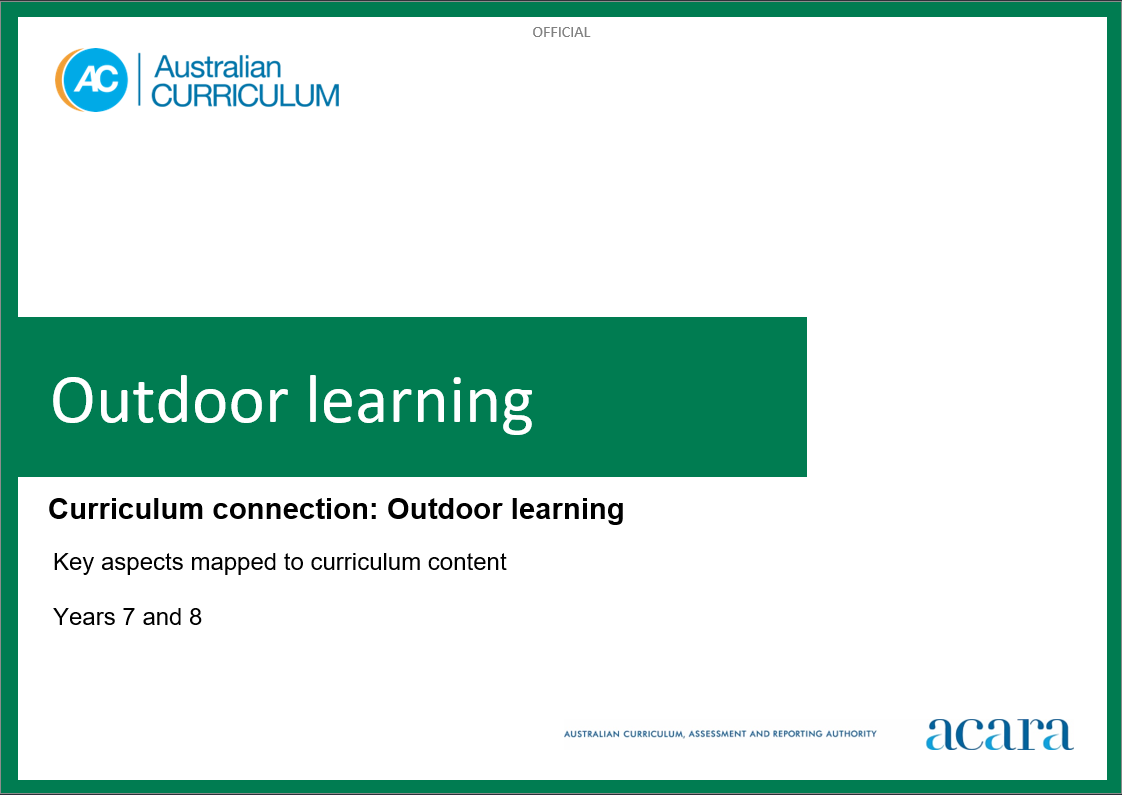 OFFICIAL
AC
Australian
CURRICULUM
Outdoor learning
Curriculum connection: Outdoor learning
Key aspects mapped to curriculum content
Years 7 and 8
AUSTRALIAN CURRICULUM, ASSESSMENT AND REPORTING AUTHORITY
acara